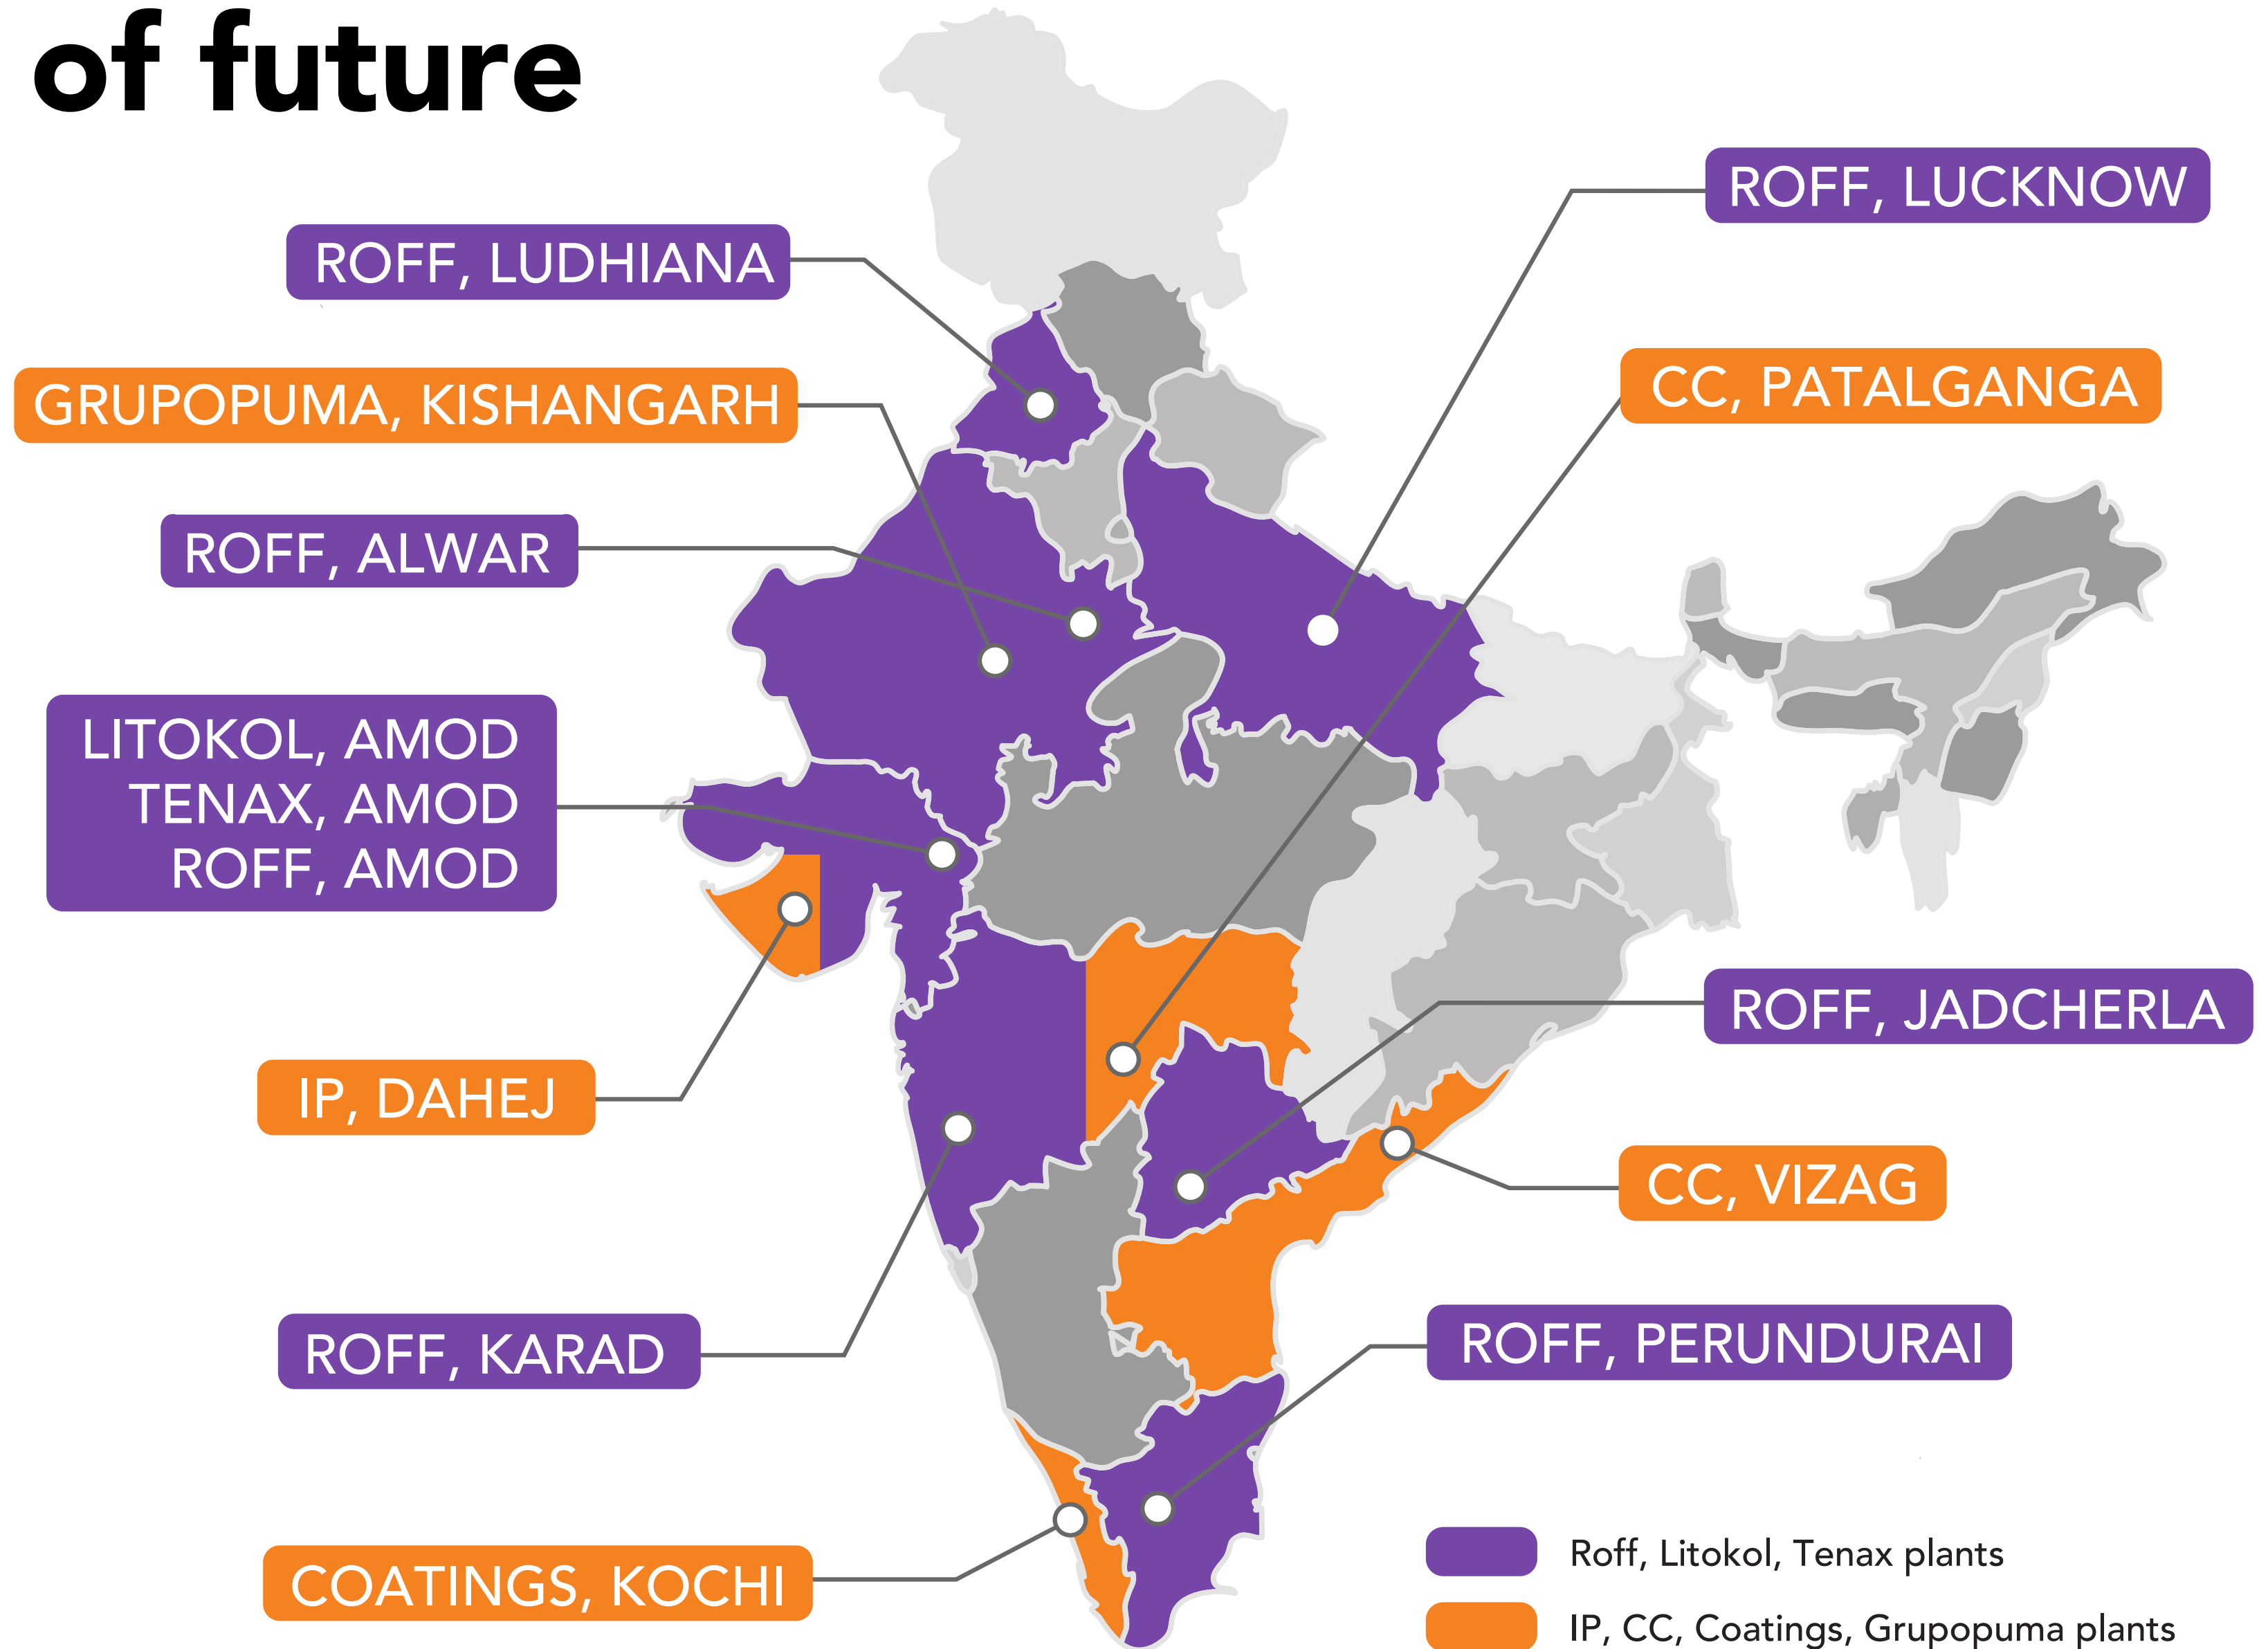 of future
ROFF, LUCKNOW
ROFF, LUDHIANA
CC, PATALGANGA
GRUPOPUMA, KISHANGARH
ROFF, ALWAR
LITOKOL, AMOD
TENAX, AMOD
ROFF, AMOD
ROFF, JADCHERLA
IP, DAHEJ
CC, VIZAG
ROFF, KARAD
ROFF, PERUNDURAI
COATINGS, KOCHI
Roff, Litokol, Tenax plants
IP, CC, Coatings, Grupopuma plants